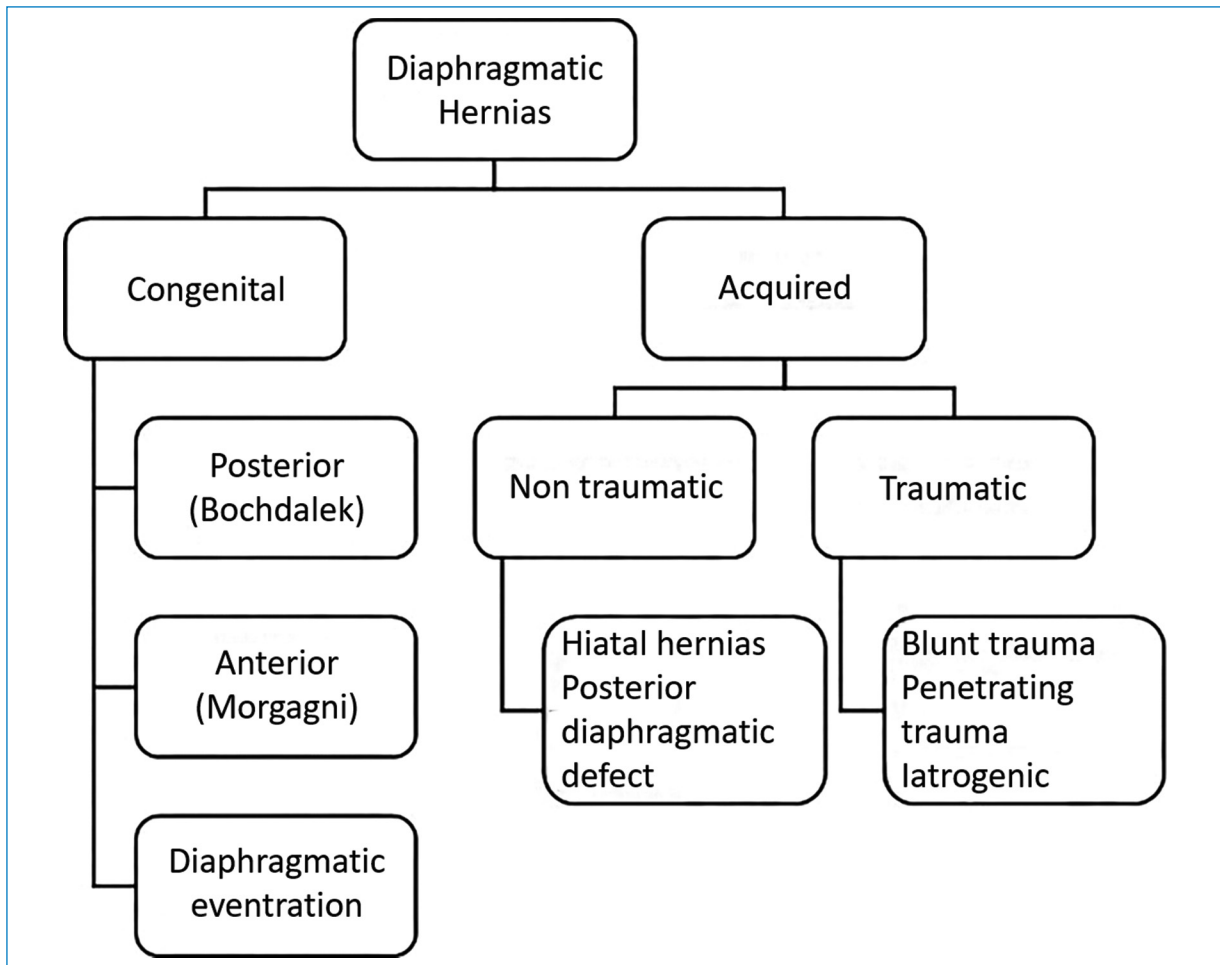 Diaphragmatic
Hernias
Congenital
Acquired
Posterior
(Bochdalek)
Non traumatic
Traumatic
Anterior
(Morgagni)
Hiatal hernias
Posterior
diaphragmatic
defect
Blunt trauma
Penetrating
trauma
Iatrogenic
Diaphragmatic
eventration